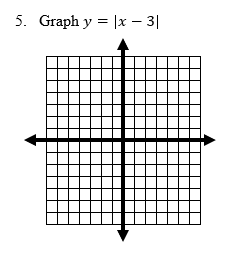 5. Graph y = |x − 3|